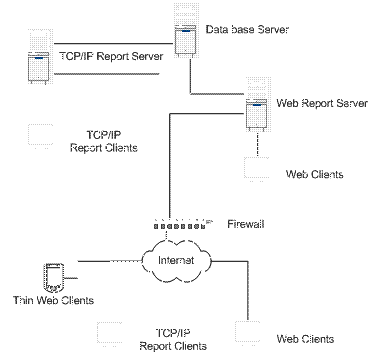 Data base Server
TCP/IP Report Server
Web Report Server
TCP/IP
Report Clients
Web Clients
Firewall
Internet
Thin Web Clients
TCP/IP
Report Clients
Web Clients